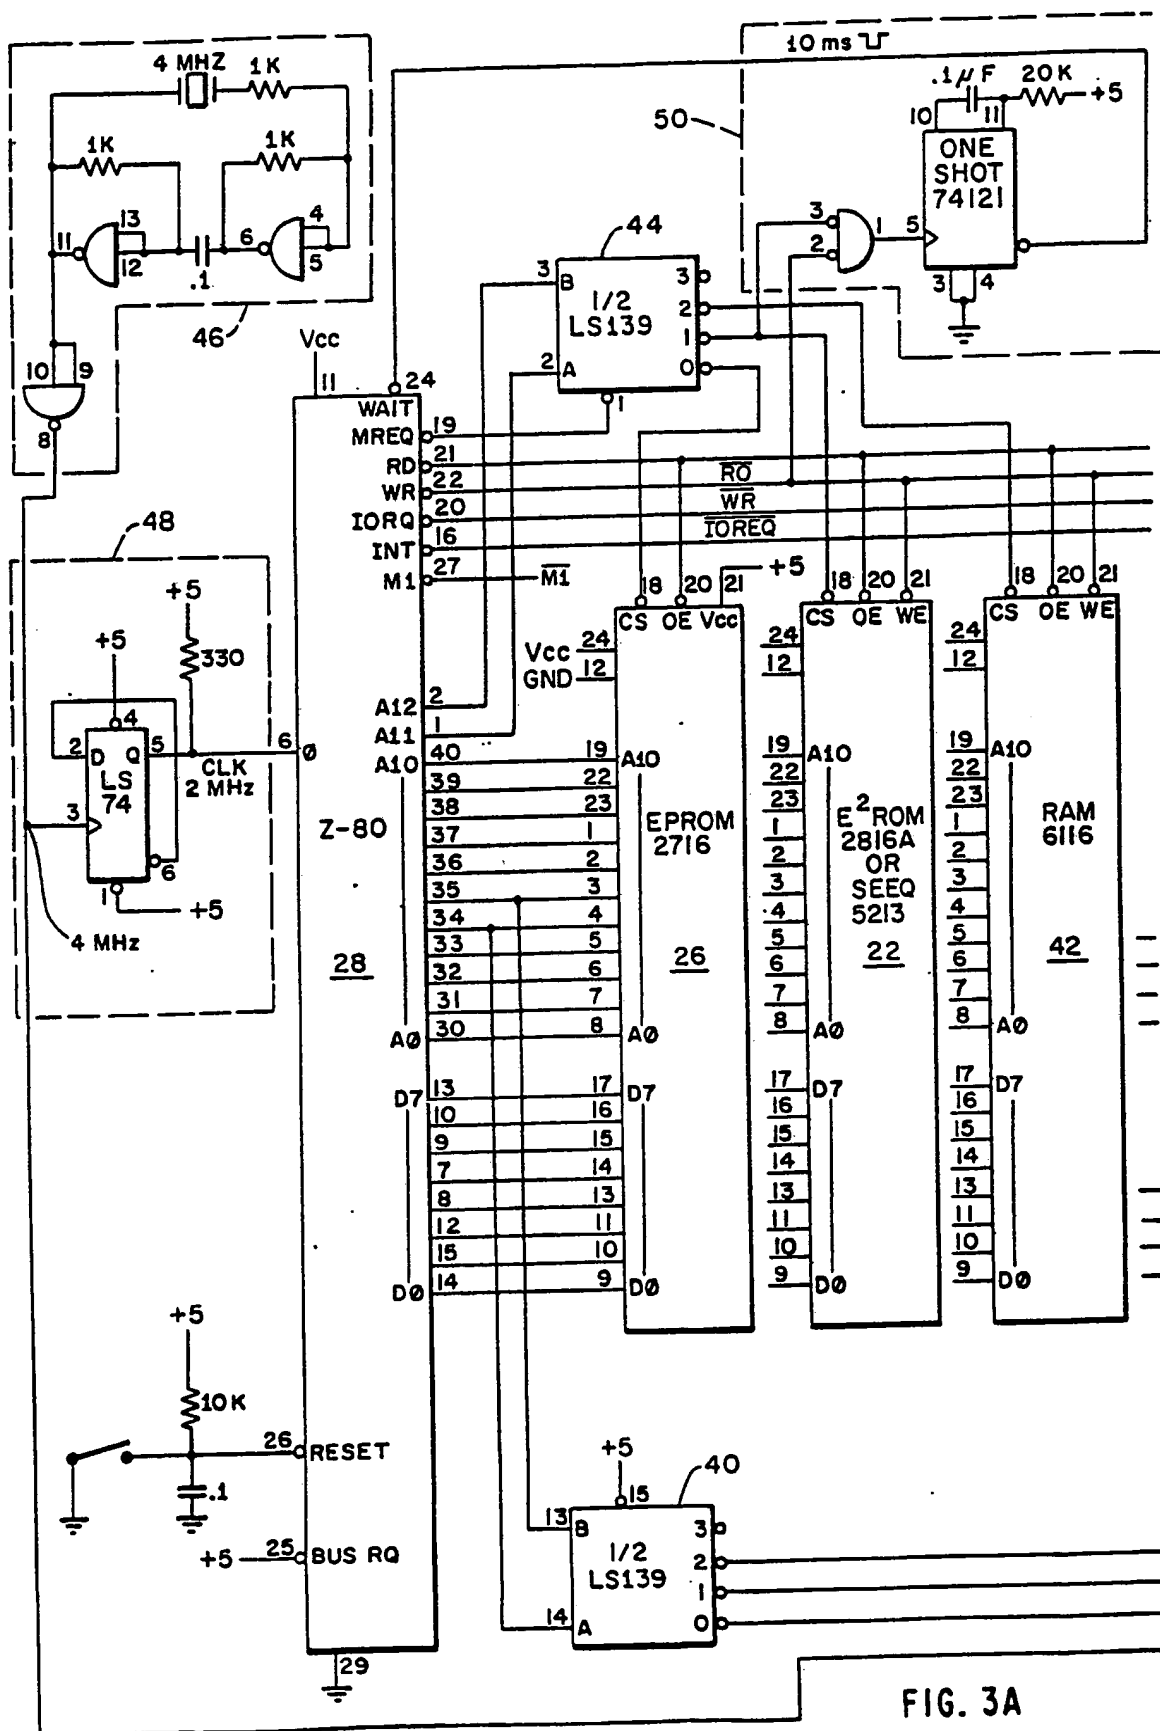 10 ms
4 MHZ
1K
1K
1K
13
12
11
.1
6
4
5
46
10
9
8
50
.1µF
20K
+5
10
11
ONE
SHOT
74121
3
2
1
5
3
4
44
3
B
1/2
LS139
2
A
3
2
1
0
1
Vcc
11
24
WAIT
MREQ
19
RD
21
WR
22
IORQ
20
INT
16
M1
27
RO
WR
IOREQ
M1
48
+5
+5
330
4
2
D
Q
5
LS
74
CLK
2 MHz
3
6
1
+5
4 MHz
6
Ø
Z-80
28
A12
2
A11
1
A10
40
39
38
37
36
35
34
33
32
31
A0
30
D7
13
10
9
7
8
12
15
D0
14
18
20
21
+5
CS
OE
Vcc
Vcc
24
GND
12
19
A10
22
23
1
2
3
4
5
6
7
8
A0
EPROM
2716
26
17
D7
16
15
14
13
11
10
9
D0
18
20
21
CS
OE
WE
24
12
19
A10
22
23
1
2
3
4
5
6
7
8
A0
E²ROM
2816A
OR
SEEQ
5213
22
17
D7
16
15
14
13
11
10
9
D0
18
20
21
CS
OE
WE
24
12
19
A10
22
23
1
2
3
4
5
6
7
8
A0
RAM
6116
42
17
D7
16
15
14
13
11
10
9
D0
+5
10K
26
RESET
.1
+5
25
BUS RQ
29
+5
15
40
13
B
1/2
LS139
14
A
3
2
1
0
FIG. 3A